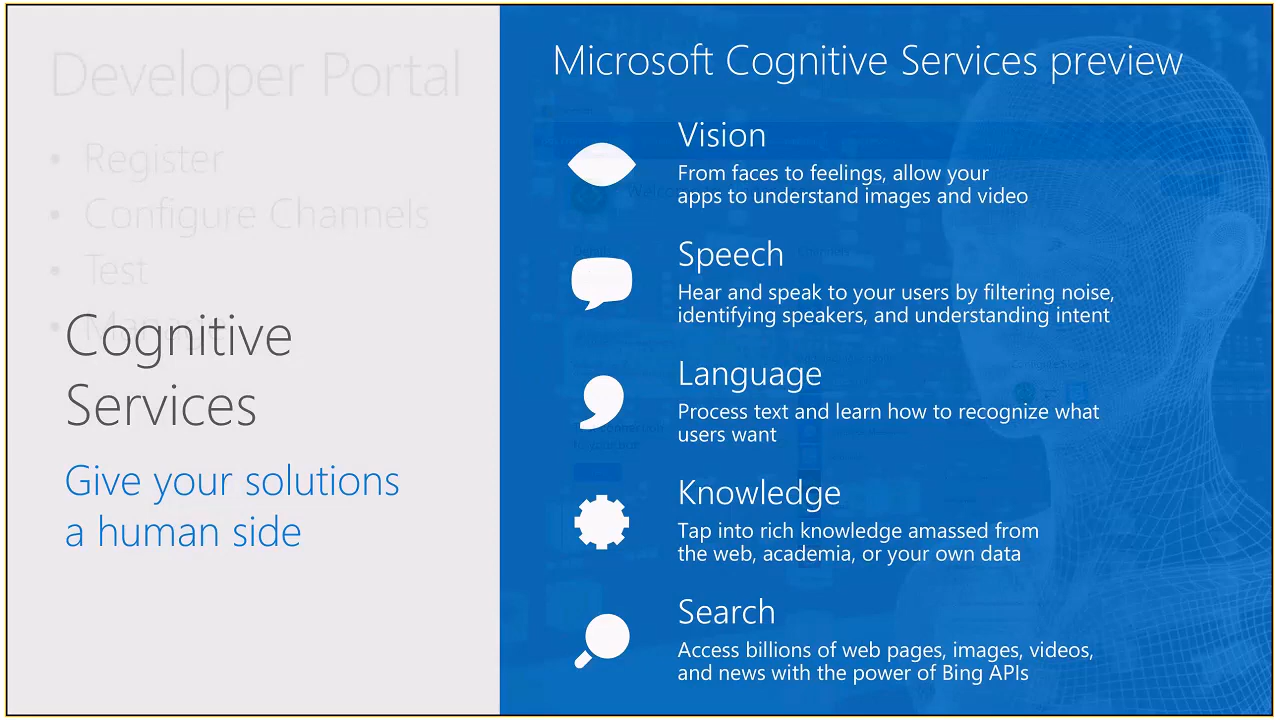 Developer Portal
• Register
• Configure Channels
• Test
Cognitive
Services
Give your solutions
a human side
Microsoft Cognitive Services preview
Vision
From faces to feelings, allow your
apps to understand images and video
Speech
Hear and speak to your users by filtering noise,
identifying speakers, and understanding intent
Language
Process text and learn how to recognize what
users want
Knowledge
Tap into rich knowledge amassed from
the web, academia, or your own data
Search
Access billions of web pages, images, videos,
and news with the power of Bing APIs